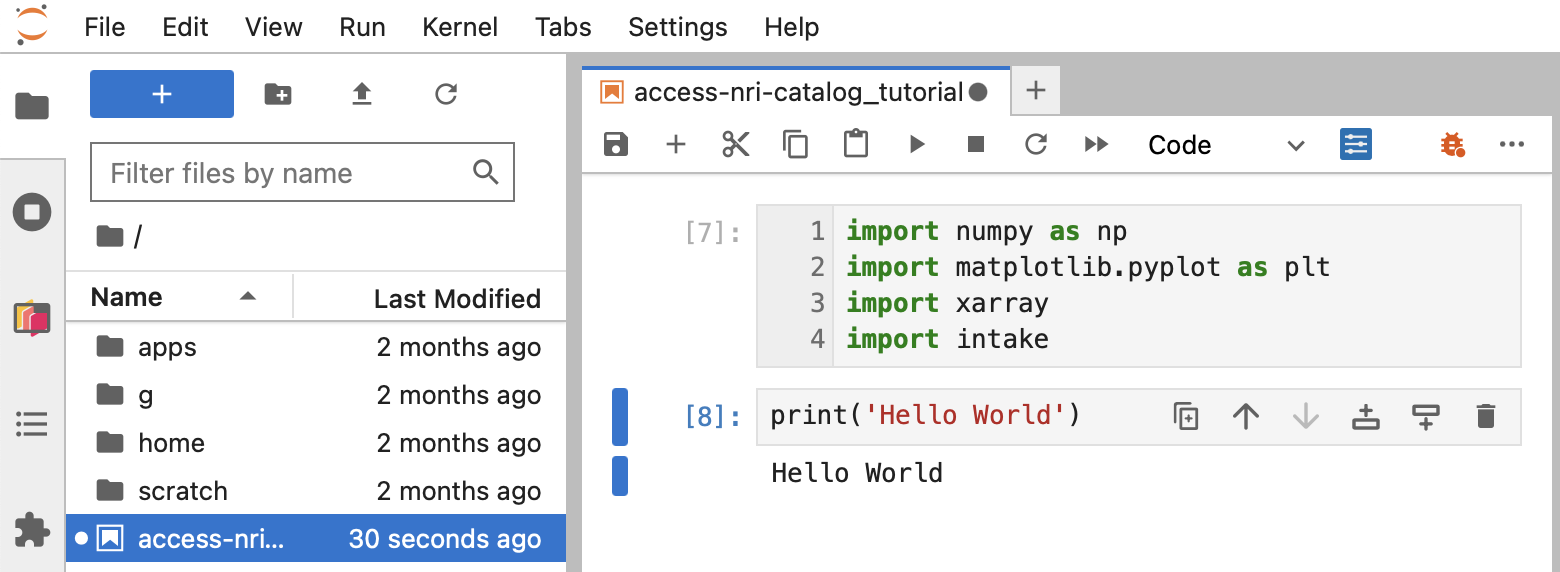 File Edit View Run Kernel Tabs Settings Help
Filter files by name
/
Name Last Modified
apps 2 months ago
g 2 months ago
home 2 months ago
scratch 2 months ago
access-nri... 30 seconds ago
access-nri-catalog_tutorial
Code
[7]:
1 import numpy as np
2 import matplotlib.pyplot as plt
3 import xarray
4 import intake
[8]: print('Hello World')
Hello World